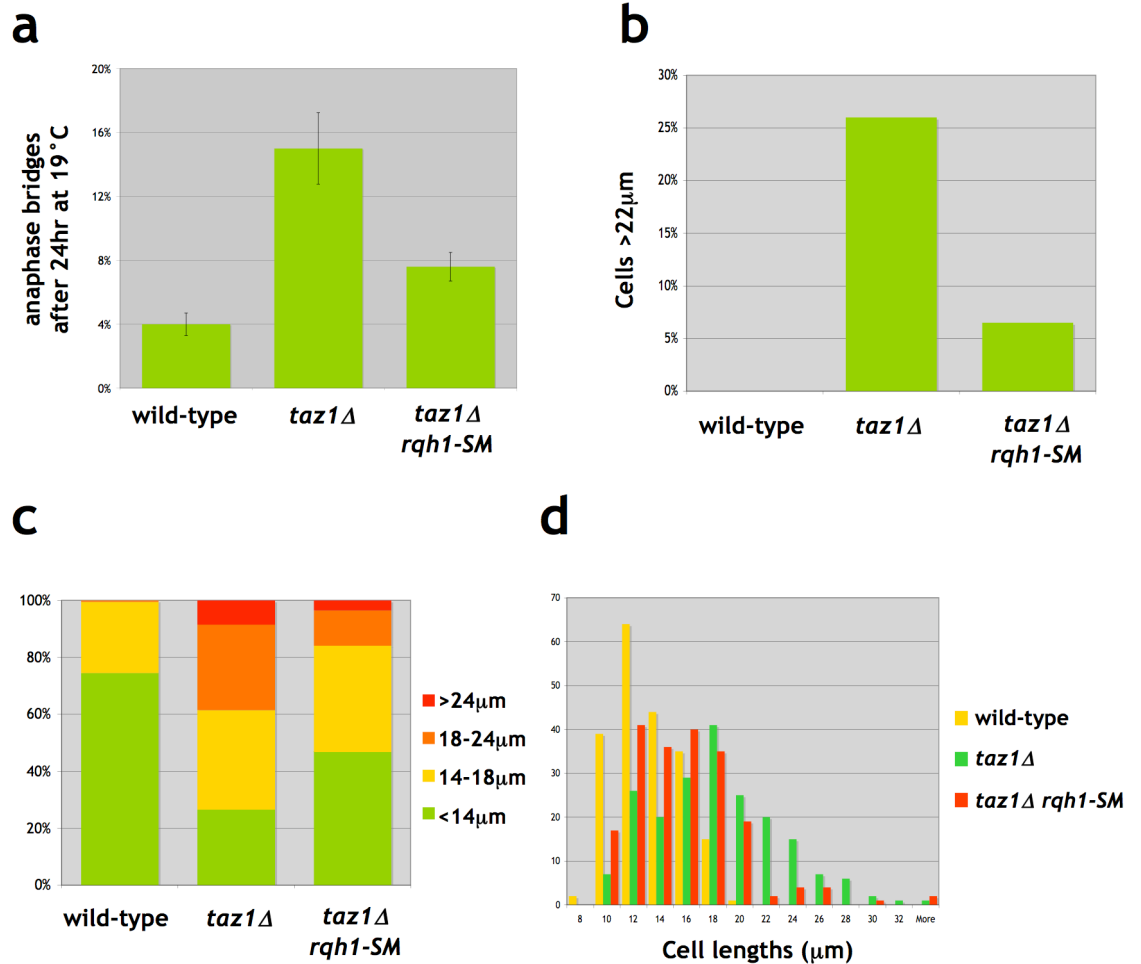 a
anaphase bridges
after 24hr at 19°C
20%
16%
12%
8%
4%
0%
wild-type
taz1Δ
taz1Δ
rqh1-SM
b
Cells >22μm
30%
25%
20%
15%
10%
5%
0%
wild-type
taz1Δ
taz1Δ
rqh1-SM
c
100%
80%
60%
40%
20%
0%
wild-type
taz1Δ
taz1Δ
rqh1-SM
>24μm
18-24μm
14-18μm
<14μm
d
70
60
50
40
30
20
10
0
8 10 12 14 16 18 20 22 24 26 28 30 32 More
Cell lengths (μm)
wild-type
taz1Δ
taz1Δ rqh1-SM